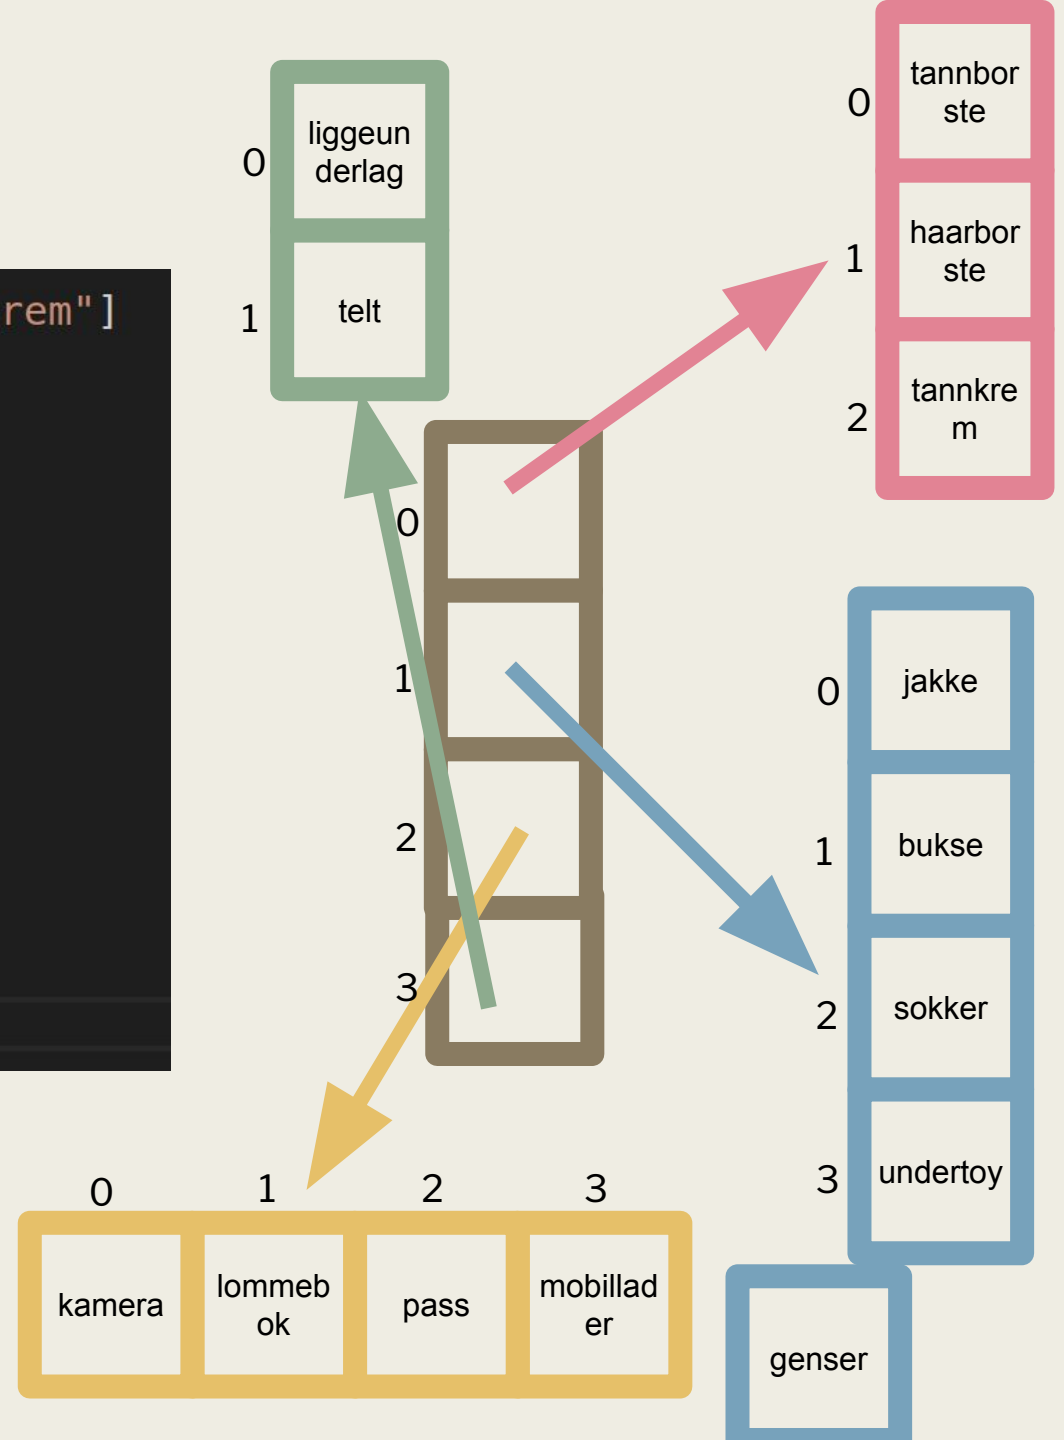 0
liggeun
derlag
1
telt
rem"]
0
tannbor
ste
1
haarbor
ste
2
tannkre
m
0
1
2
3
0
jakke
1
bukse
2
sokker
3
undertoy
0
1
2
3
kamera
lommeb
ok
pass
mobillad
er
genser